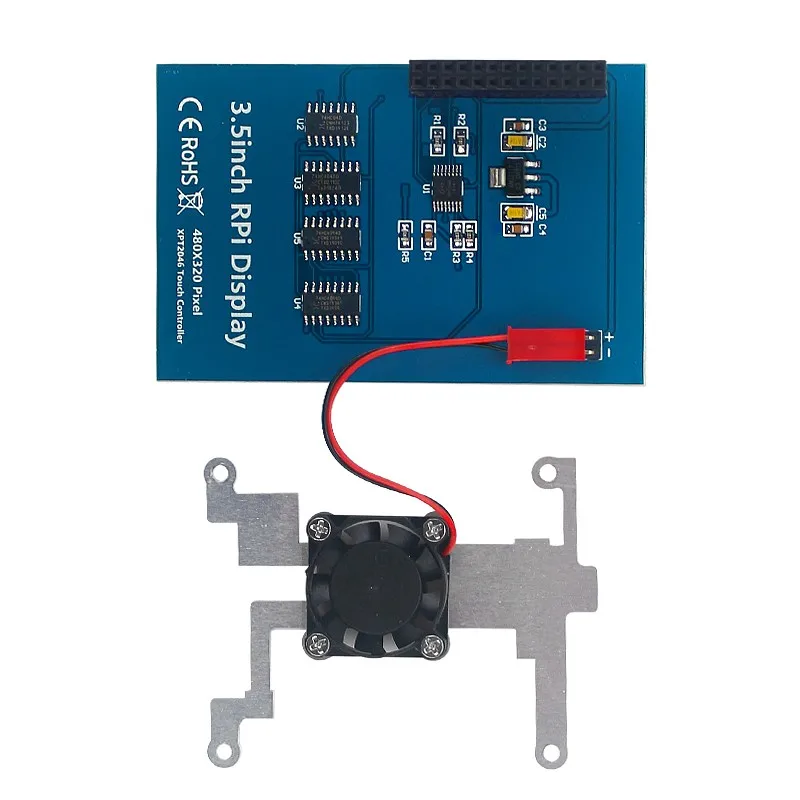 3.5inch RPi Display
480X320 Pixel
XPT2046 Touch Controller
CE RoHS
U2
U3
U5
U4
R1
R2
U1
R5
C1
R3
R4
C3
C2
C5
C4
+
-